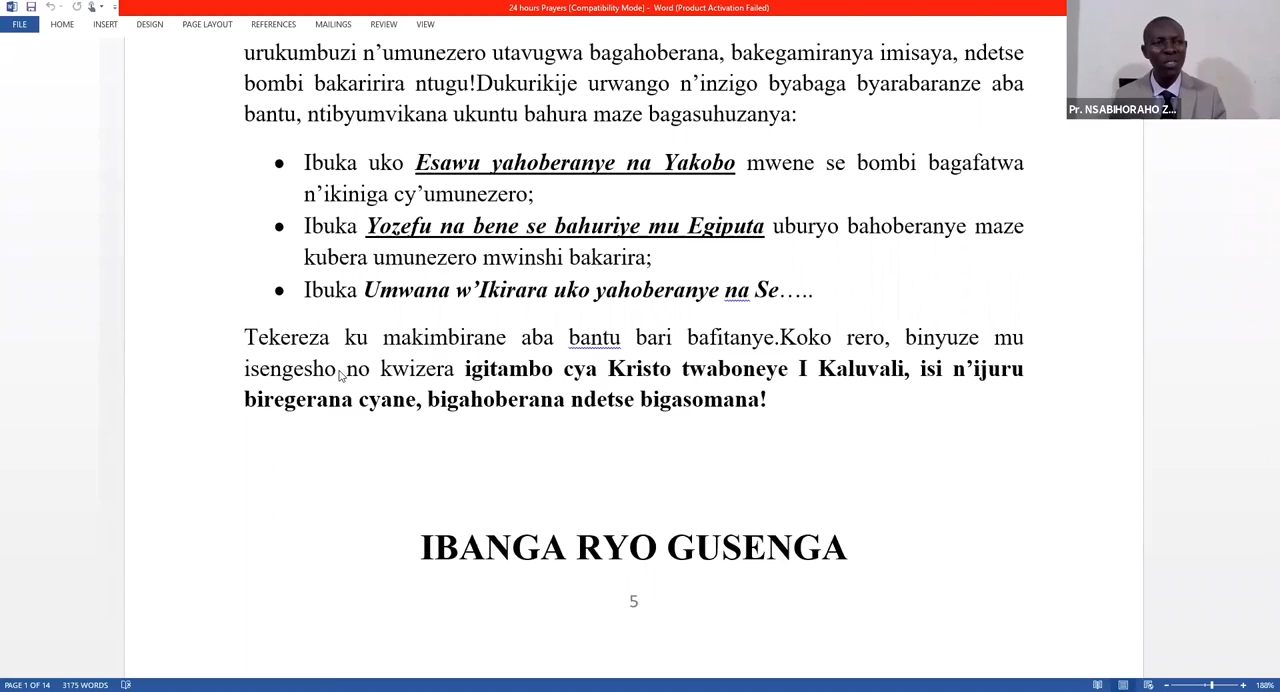 24 hours Prayers [Compatibility Mode] - Word (Product Activation Failed)
FILE HOME INSERT DESIGN PAGE LAYOUT REFERENCES MAILINGS REVIEW VIEW
Pr. NSABIHORAHO Z...
urukumbuzi n’umunezero utavugwa bagahoberana, bakegamiranya imisaya, ndetse
bombi bakaririra ntugu!Dukurikije urwango n’inzigo byabaga byarabaranze aba
bantu, ntibyumvikana ukuntu bahura maze bagasuhuzanya:
• Ibuka uko Esawu yahoberanye na Yakobo mwene se bombi bagafatwa
n’ikiniga cy’umunezero;
• Ibuka Yozefu na bene se bahuriye mu Egiputa uburyo bahoberanye maze
kubera umunezero mwinshi bakarira;
• Ibuka Umwana w’Ikirara uko yahoberanye na Se…..
Tekereza ku makimbirane aba bantu bari bafitanye.Koko rero, binyuze mu
isengesho no kwizera igitambo cya Kristo twaboneye I Kaluvali, isi n’ijuru
biregerana cyane, bigahoberana ndetse bigasomana!
IBANGA RYO GUSENGA
5
PAGE 1 OF 14 3175 WORDS 188%